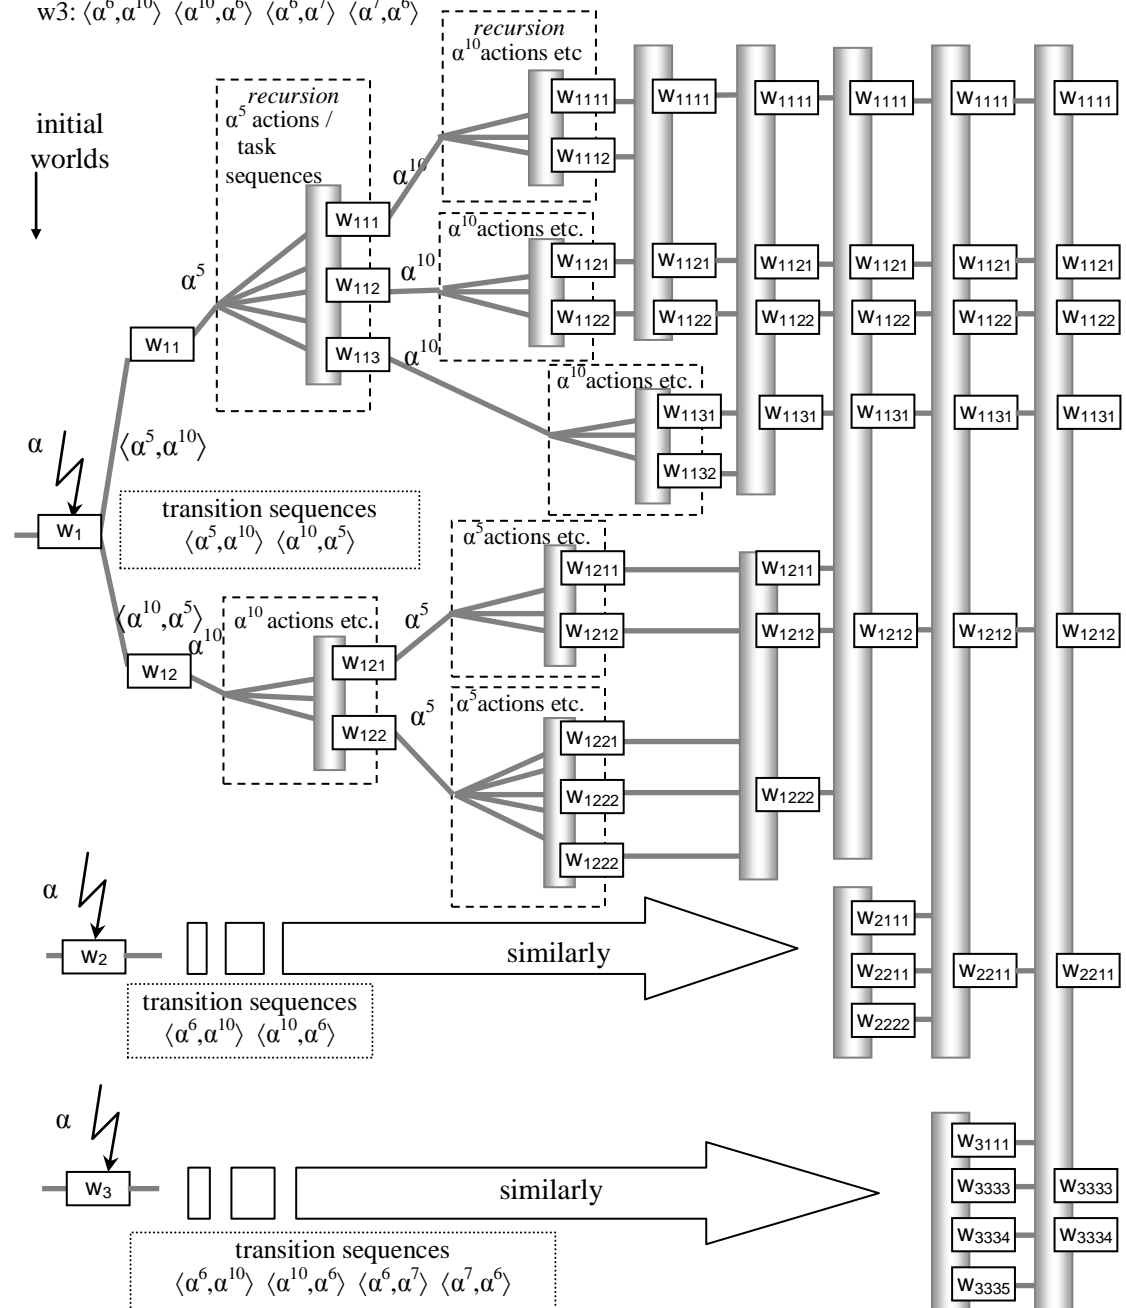 w3: ⟨α⁶,α¹⁰⟩ ⟨α¹⁰,α⁶⟩ ⟨α⁶,α⁷⟩ ⟨α⁷,α⁶⟩
recursion
α¹⁰ actions etc
recursion
α⁵ actions /
task
sequences
initial
worlds
w1111 w1111 w1111 w1111 w1111 w1111
w1112
α¹⁰
w111
α¹⁰ actions etc.
α⁵
w112
α¹⁰
w1121 w1121 w1121 w1121 w1121 w1121
w1122 w1122 w1122 w1122 w1122 w1122
w11
w113
α¹⁰
α¹⁰ actions etc.
w1131 w1131 w1131 w1131 w1131
w1132
α
⟨α⁵,α¹⁰⟩
w1
transition sequences
⟨α⁵,α¹⁰⟩ ⟨α¹⁰,α⁵⟩
α⁵ actions etc.
w1211 w1211
w1212 w1212 w1212 w1212 w1212
⟨α¹⁰,α⁵⟩
α¹⁰
α¹⁰ actions etc.
α⁵
w12
w121
w122
α⁵
α⁵ actions etc.
w1221
w1222 w1222
w1222
α
w2
similarly
w2111
w2211 w2211 w2211
w2222
transition sequences
⟨α⁶,α¹⁰⟩ ⟨α¹⁰,α⁶⟩
α
w3
similarly
w3111
w3333 w3333
w3334 w3334
w3335
transition sequences
⟨α⁶,α¹⁰⟩ ⟨α¹⁰,α⁶⟩ ⟨α⁶,α⁷⟩ ⟨α⁷,α⁶⟩